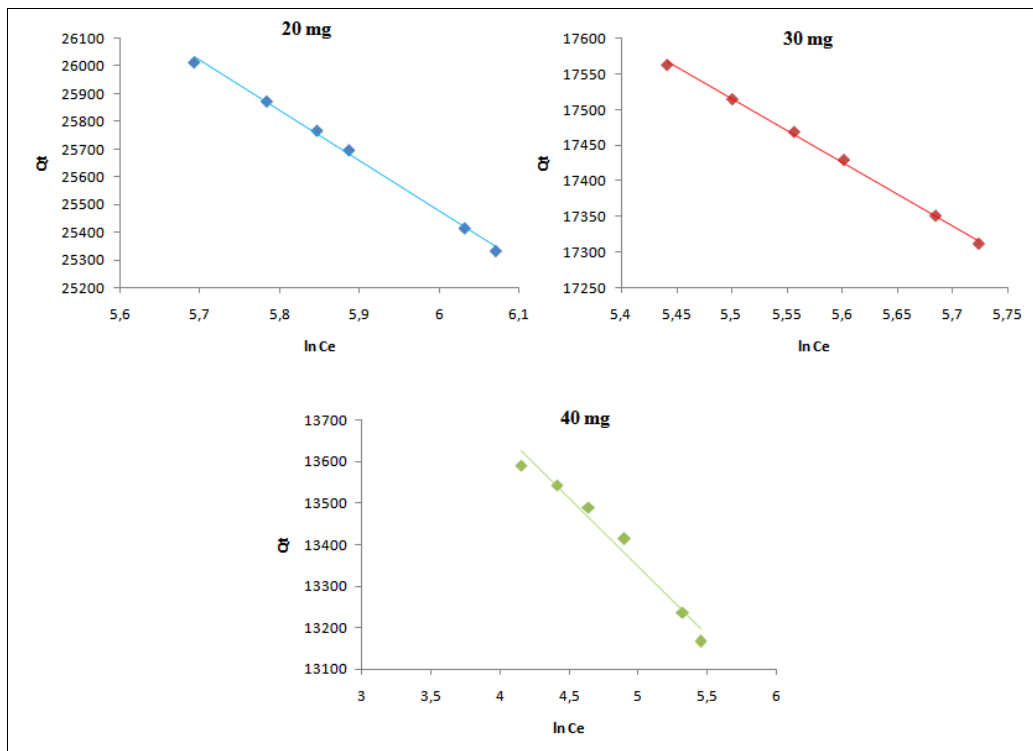 20 mg
26100
26000
25900
25800
25700
25600
25500
25400
25300
25200
Qt
5,6 5,7 5,8 5,9 6 6,1
ln Ce
30 mg
17600
17550
17500
17450
17400
17350
17300
17250
Qt
5,4 5,45 5,5 5,55 5,6 5,65 5,7 5,75
ln Ce
40 mg
13700
13600
13500
13400
13300
13200
13100
Qt
3 3,5 4 4,5 5 5,5 6
ln Ce